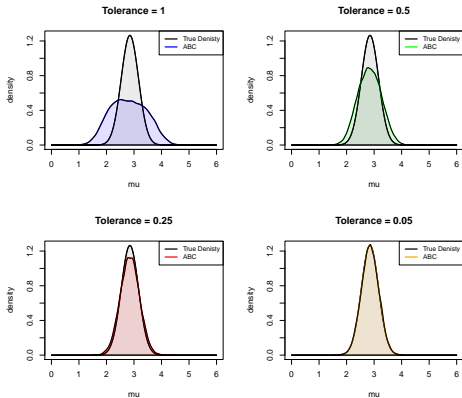 Tolerance = 1
True Denisty
ABC
density
0.0 0.4 0.8 1.2
0 1 2 3 4 5 6
mu
Tolerance = 0.5
True Denisty
ABC
density
0.0 0.4 0.8 1.2
0 1 2 3 4 5 6
mu
Tolerance = 0.25
True Denisty
ABC
density
0.0 0.4 0.8 1.2
0 1 2 3 4 5 6
mu
Tolerance = 0.05
True Denisty
ABC
density
0.0 0.4 0.8 1.2
0 1 2 3 4 5 6
mu